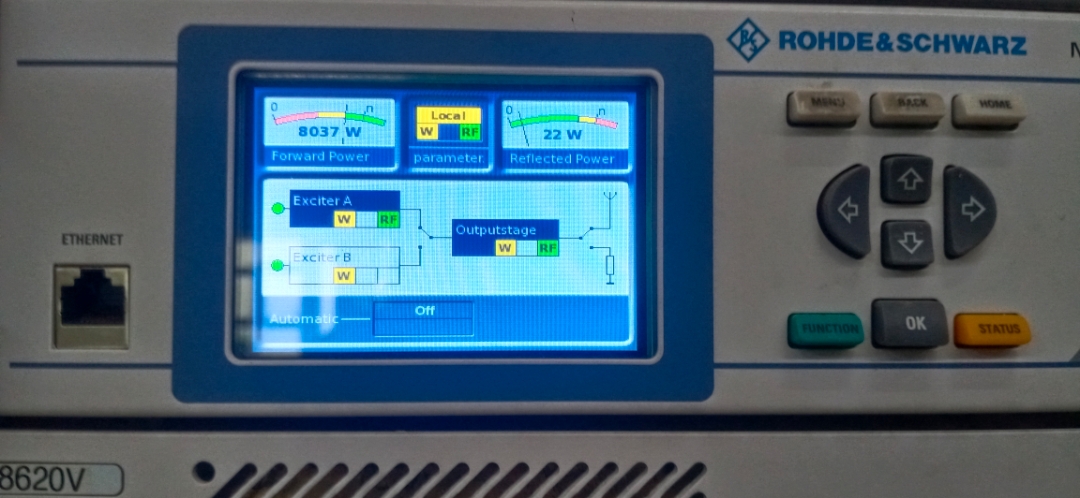 R S
ROHDE&SCHWARZ
N
0 n
8037 W
Forward Power
Local
W RF
parameter
0 n
22 W
Reflected Power
MENU BACK HOME
Exciter A
W RF
Outputstage
W RF
Exciter B
W
ETHERNET
Automatic
Off
FUNCTION OK STATUS
8620V